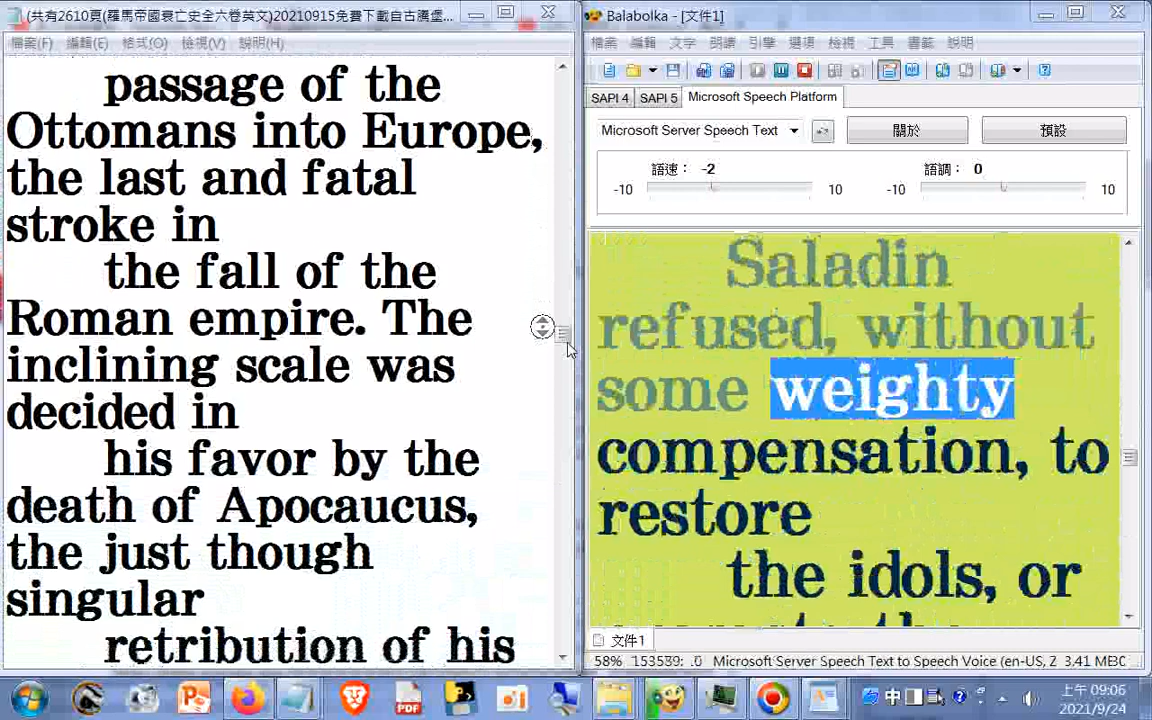 (共有2610頁(羅馬帝國衰亡史全六卷英文)20210915免費下載自古騰堡...
檔案(F) 編輯(E) 格式(O) 檢視(V) 說明(H)
passage of the
Ottomans into Europe,
the last and fatal
stroke in
the fall of the
Roman empire. The
inclining scale was
decided in
his favor by the
death of Apocaucus,
the just though
singular
retribution of his
Balabolka - [文件1]
檔案 編輯 文字 朗讀 引擎 選項 檢視 工具 書籤 說明
SAPI 4 SAPI 5 Microsoft Speech Platform
Microsoft Server Speech Text 關於 預設
語速： -2 語調： 0
-10 10 -10 10
Saladin
refused, without
some weighty
compensation, to
restore
the idols, or
文件1
58% 153539: .0 Microsoft Server Speech Text to Speech Voice (en-US, Z 3.41 MB
中
上午 09:06
2021/9/24